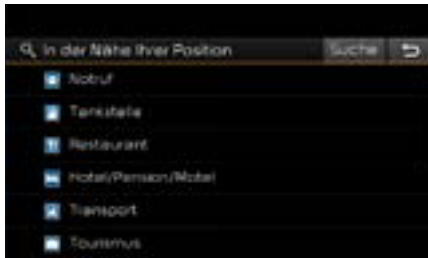 In der Nähe Ihrer Position
Suche
Notruf
Tankstelle
Restaurant
Hotel/Pension/Motel
Transport
Tourismus